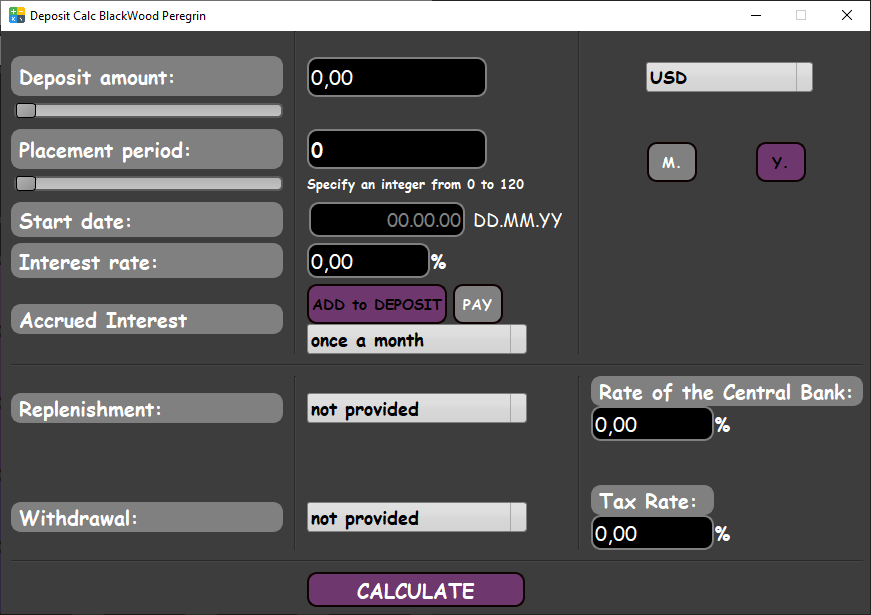 Deposit Calc BlackWood Peregrin
Deposit amount:
0,00
USD
Placement period:
0
M.
Y.
Specify an integer from 0 to 120
Start date:
00.00.00
DD.MM.YY
Interest rate:
0,00
%
ADD to DEPOSIT
PAY
Accrued Interest
once a month
Rate of the Central Bank:
Replenishment:
not provided
0,00
%
Tax Rate:
Withdrawal:
not provided
0,00
%
CALCULATE